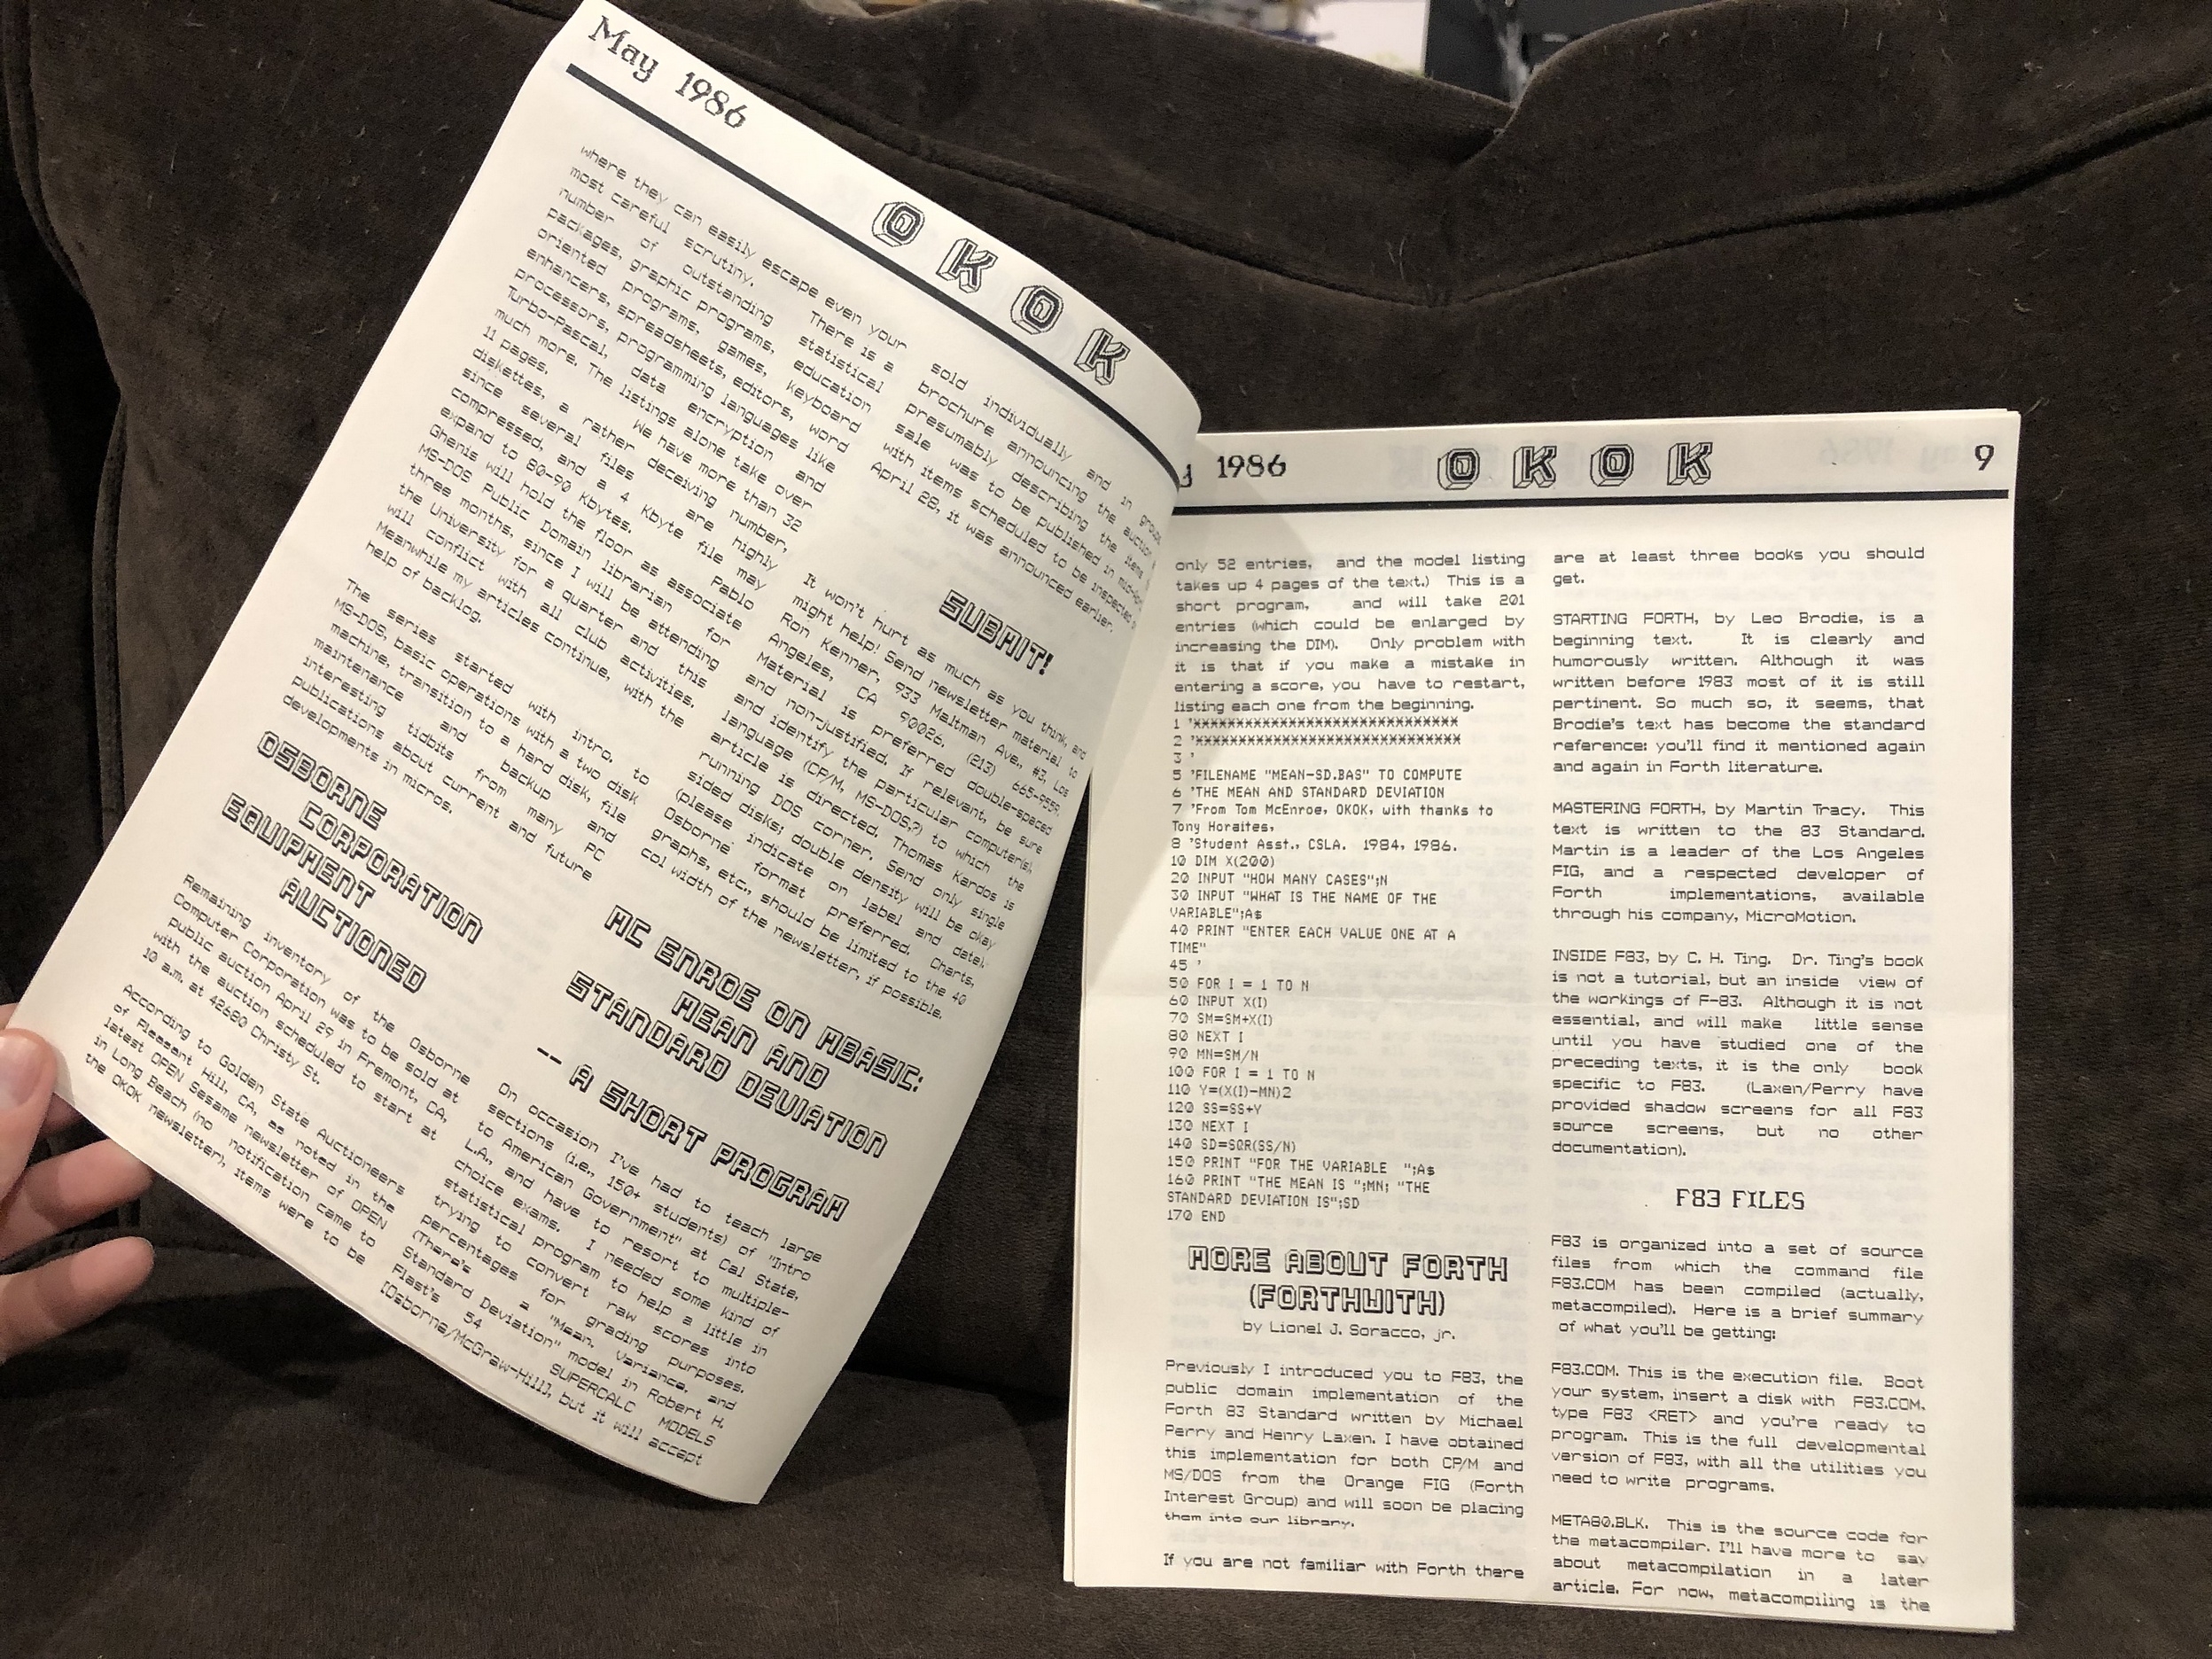 May 1986
O K O K
where they can easily escape even your
most careful scrutiny. There is a
number of outstanding statistical
packages, graphic programs, education
oriented programs, games, keyboard
enhancers, spreadsheets, editors, word
processors, programming languages like
Turbo-Pascal, data encryption and
much more. The listings alone take over
11 pages. We have more than 32
diskettes, a rather deceiving number,
since several files are highly
compressed, and a 4 Kbyte file may
expand to 80-90 Kbytes. Pablo
Ghenis will hold the floor as associate
MS-DOS Public Domain librarian for
three months, since I will be attending
the University for a quarter and this
will conflict with all club activities.
Meanwhile my articles continue, with the
help of backlog.
The series started with intro, to
MS-DOS, basic operations with a two disk
machine, transition to a hard disk, file
maintenance and backup and
interesting tidbits from many PC
publications about current and future
developments in micros.
OSBORNE
CORPORATION
EQUIPMENT
AUCTIONED
Remaining inventory of the Osborne
Computer Corporation was to be sold at
public auction April 29 in Fremont, CA,
with the auction scheduled to start at
10 a.m. at 42680 Christy St.
According to Golden State Auctioneers
of Pleasant Hill, CA, as noted in the
latest OPEN Sesame newsletter of OPEN
in Long Beach (no notification came to
the OKOK newsletter), items were to be
sold individually and in groups
brochure announcing the auction
presumably describing the items
sale was to be published in mid-April
with items scheduled to be inspected
April 28, it was announced earlier.
SUBMIT!
It won't hurt as much as you think, and
might help! Send newsletter material to
Ron Kenner, 933 Maltman Ave., #3, Los
Angeles, CA 90026. (213) 665-9559.
Material is preferred double-spaced
and non-justified. If relevant, be sure
and identify the particular computer(s),
language (CP/M, MS-DOS,?) to which the
article is directed. Thomas Kardos is
running DOS corner. Send only single
sided disks; double density will be okay
(please indicate on label and date).
Osborne format preferred. Charts,
graphs, etc., should be limited to the 40
col width of the newsletter, if possible.
MC ENROE ON MBASIC:
MEAN AND
STANDARD DEVIATION
-- A SHORT PROGRAM
On occasion I've had to teach large
sections (i.e., 150+ students) of "Intro
to American Government" at Cal State,
L.A., and have to resort to multiple-
choice exams. I needed some kind of
statistical program to help a little in
trying to convert raw scores into
percentages for grading purposes.
(There's a "Mean, Variance, and
Standard Deviation" model in Robert H.
Flast's 54 SUPERCALC MODELS
[Osborne/McGraw-Hill], but it will accept
1986
O K O K
9
only 52 entries, and the model listing
takes up 4 pages of the text.) This is a
short program, and will take 201
entries (which could be enlarged by
increasing the DIM). Only problem with
it is that if you make a mistake in
entering a score, you have to restart,
listing each one from the beginning.
1 '*******************************
2 '*******************************
3 '
5 'FILENAME "MEAN-SD.BAS" TO COMPUTE
6 'THE MEAN AND STANDARD DEVIATION
7 'From Tom McEnroe, OKOK, with thanks to
Tony Horaites,
8 'Student Asst., CSLA. 1984, 1986.
10 DIM X(200)
20 INPUT "HOW MANY CASES";N
30 INPUT "WHAT IS THE NAME OF THE
VARIABLE";A$
40 PRINT "ENTER EACH VALUE ONE AT A
TIME"
45 '
50 FOR I = 1 TO N
60 INPUT X(I)
70 SM=SM+X(I)
80 NEXT I
90 MN=SM/N
100 FOR I = 1 TO N
110 Y=(X(I)-MN)2
120 SS=SS+Y
130 NEXT I
140 SD=SQR(SS/N)
150 PRINT "FOR THE VARIABLE ";A$
160 PRINT "THE MEAN IS ";MN; "THE
STANDARD DEVIATION IS";SD
170 END
MORE ABOUT FORTH
(FORTHWITH)
by Lionel J. Soracco, jr.
Previously I introduced you to F83, the
public domain implementation of the
Forth 83 Standard written by Michael
Perry and Henry Laxen. I have obtained
this implementation for both CP/M and
MS/DOS from the Orange FIG (Forth
Interest Group) and will soon be placing
them into our library.
If you are not familiar with Forth there
are at least three books you should
get.
STARTING FORTH, by Leo Brodie, is a
beginning text. It is clearly and
humorously written. Although it was
written before 1983 most of it is still
pertinent. So much so, it seems, that
Brodie's text has become the standard
reference: you'll find it mentioned again
and again in Forth literature.
MASTERING FORTH, by Martin Tracy. This
text is written to the 83 Standard.
Martin is a leader of the Los Angeles
FIG, and a respected developer of
Forth implementations, available
through his company, MicroMotion.
INSIDE F83, by C. H. Ting. Dr. Ting's book
is not a tutorial, but an inside view of
the workings of F-83. Although it is not
essential, and will make little sense
until you have studied one of the
preceding texts, it is the only book
specific to F83. (Laxen/Perry have
provided shadow screens for all F83
source screens, but no other
documentation).
F83 FILES
F83 is organized into a set of source
files from which the command file
F83.COM has been compiled (actually,
metacompiled). Here is a brief summary
of what you'll be getting:
F83.COM. This is the execution file. Boot
your system, insert a disk with F83.COM,
type F83 <RET> and you're ready to
program. This is the full developmental
version of F83, with all the utilities you
need to write programs.
META80.BLK. This is the source code for
the metacompiler. I'll have more to say
about metacompilation in a later
article. For now, metacompiling is the